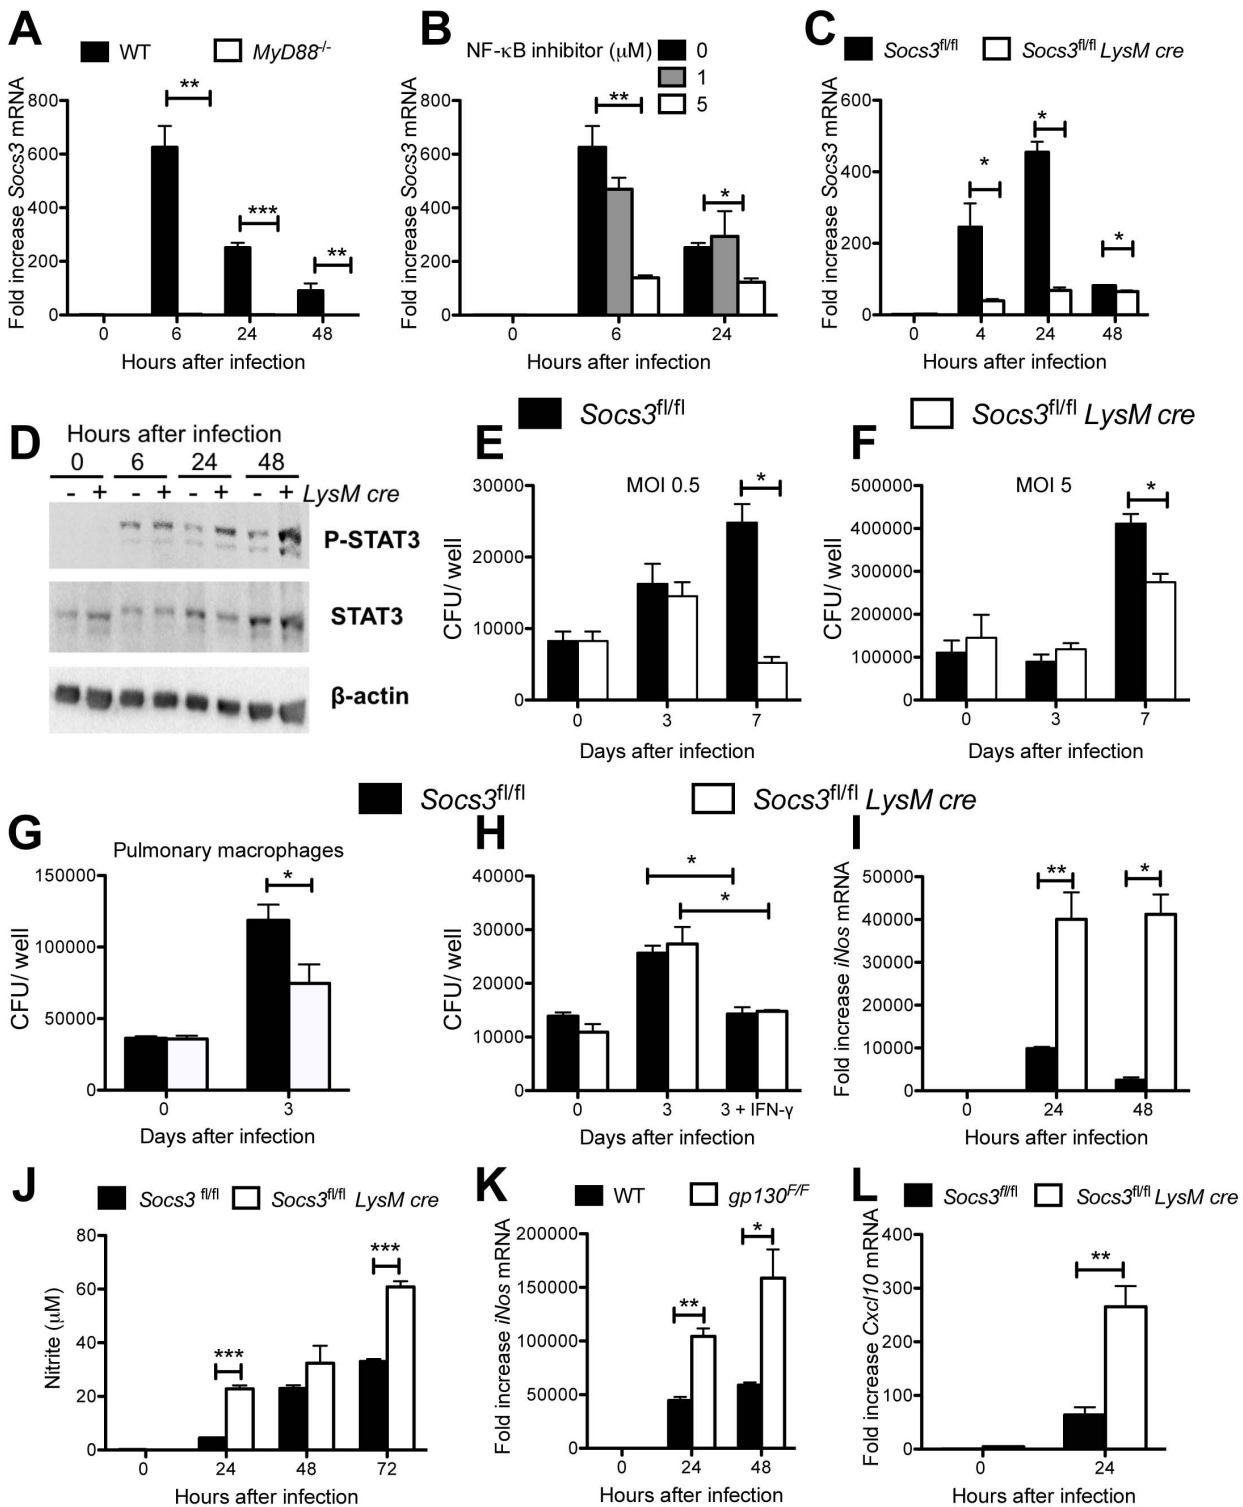 A
WT MyD88-/-
Fold increase Socs3 mRNA
800
600
400
200
0
** *** **
0 6 24 48
Hours after infection
B
NF-κB inhibitor (μM) 0
1
5
Fold increase Socs3 mRNA
800
600
400
200
0
** *
0 6 24
Hours after infection
C
Socs3fl/fl Socs3fl/fl LysM cre
Fold increase Socs3 mRNA
600
400
200
0
* * *
0 4 24 48
Hours after infection
D
Hours after infection
0 6 24 48
- + - + - + - + LysM cre
P-STAT3
STAT3
β-actin
Socs3fl/fl Socs3fl/fl LysM cre
E
MOI 0.5
CFU/ well
30000
20000
10000
0
*
0 3 7
Days after infection
F
MOI 5
CFU/ well
500000
400000
300000
200000
100000
0
*
0 3 7
Days after infection
Socs3fl/fl Socs3fl/fl LysM cre
G
Pulmonary macrophages
CFU/ well
150000
100000
50000
0
*
0 3
Days after infection
H
CFU/ well
40000
30000
20000
10000
0
*
*
0 3 3 + IFN-γ
Days after infection
I
Fold increase iNos mRNA
50000
40000
30000
20000
10000
0
** *
0 24 48
Hours after infection
J
Socs3 fl/fl Socs3fl/fl LysM cre
Nitrite (μM)
80
60
40
20
0
*** ***
0 24 48 72
Hours after infection
K
WT gp130F/F
Fold increase iNos mRNA
200000
150000
100000
50000
0
** *
0 24 48
Hours after infection
L
Socs3fl/fl Socs3fl/fl LysM cre
Fold increase Cxcl10 mRNA
400
300
200
100
0
**
0 24
Hours after infection